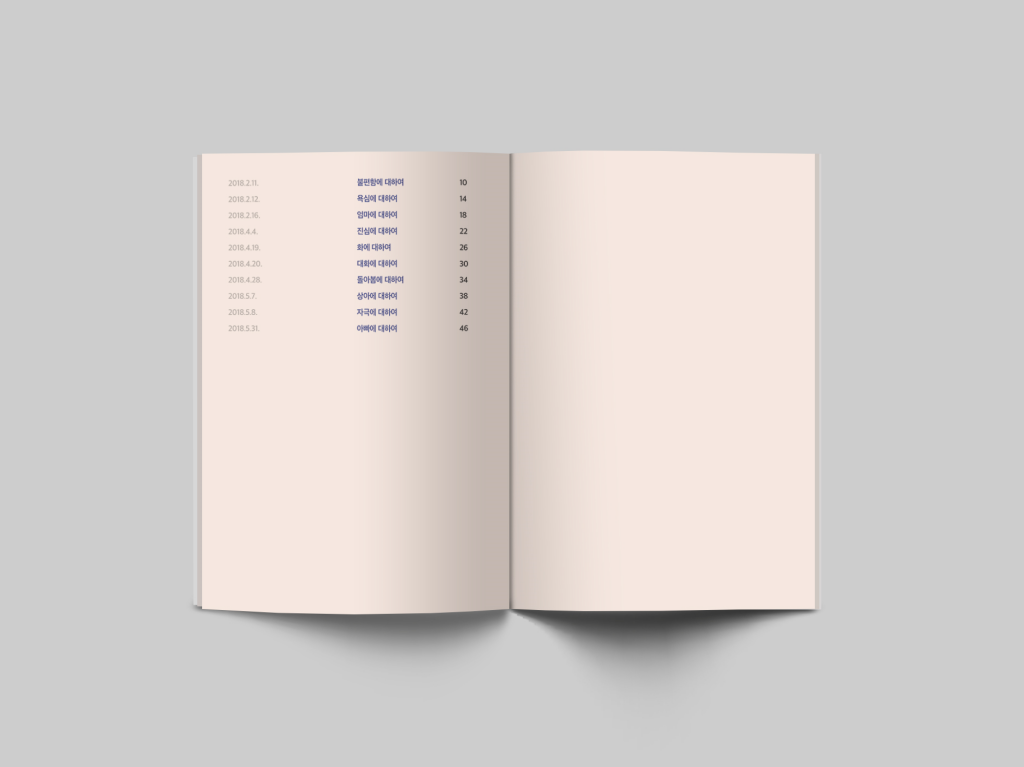 2018.2.11. 불편함에 대하여 10
2018.2.12. 욕심에 대하여 14
2018.2.16. 엄마에 대하여 18
2018.4.4. 진심에 대하여 22
2018.4.19. 화에 대하여 26
2018.4.20. 대화에 대하여 30
2018.4.28. 돌아봄에 대하여 34
2018.5.7. 상아에 대하여 38
2018.5.8. 자극에 대하여 42
2018.5.31. 아빠에 대하여 46